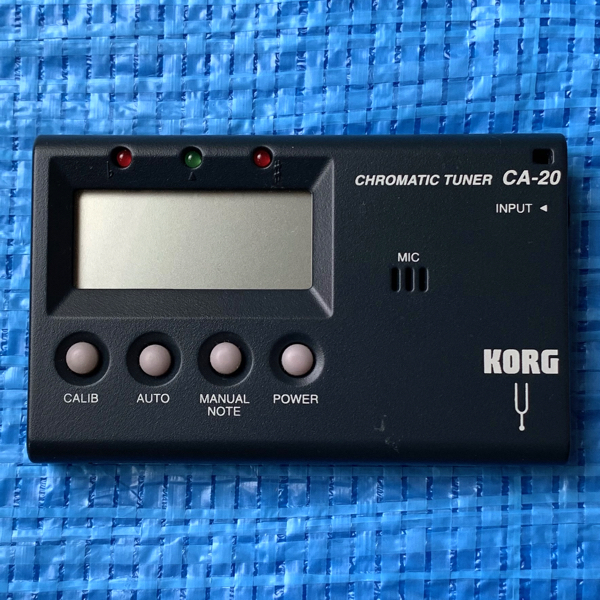 CHROMATIC TUNER CA-20
INPUT ◄
MIC
KORG
CALIB
AUTO
MANUAL NOTE
POWER